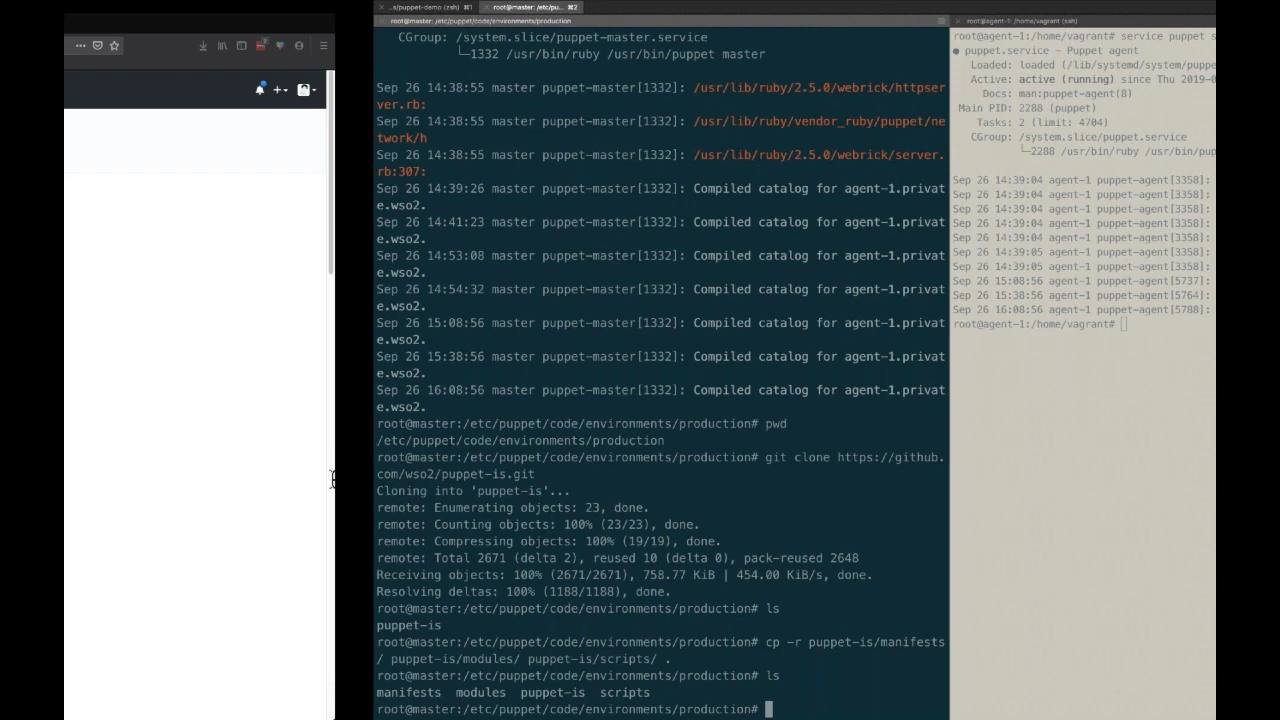 ..s/puppet-demo (zsh) ⌘1
root@master: /etc/pu... ⌘2
root@master: /etc/puppet/code/environments/production
CGroup: /system.slice/puppet-master.service
└─1332 /usr/bin/ruby /usr/bin/puppet master
Sep 26 14:38:55 master puppet-master[1332]: /usr/lib/ruby/2.5.0/webrick/httpser
ver.rb:
Sep 26 14:38:55 master puppet-master[1332]: /usr/lib/ruby/vendor_ruby/puppet/ne
twork/h
Sep 26 14:38:55 master puppet-master[1332]: /usr/lib/ruby/2.5.0/webrick/server.
rb:307:
Sep 26 14:39:26 master puppet-master[1332]: Compiled catalog for agent-1.privat
e.wso2.
Sep 26 14:41:23 master puppet-master[1332]: Compiled catalog for agent-1.privat
e.wso2.
Sep 26 14:53:08 master puppet-master[1332]: Compiled catalog for agent-1.privat
e.wso2.
Sep 26 14:54:32 master puppet-master[1332]: Compiled catalog for agent-1.privat
e.wso2.
Sep 26 15:08:56 master puppet-master[1332]: Compiled catalog for agent-1.privat
e.wso2.
Sep 26 15:38:56 master puppet-master[1332]: Compiled catalog for agent-1.privat
e.wso2.
Sep 26 16:08:56 master puppet-master[1332]: Compiled catalog for agent-1.privat
e.wso2.
root@master:/etc/puppet/code/environments/production# pwd
/etc/puppet/code/environments/production
root@master:/etc/puppet/code/environments/production# git clone https://github.
com/wso2/puppet-is.git
Cloning into 'puppet-is'...
remote: Enumerating objects: 23, done.
remote: Counting objects: 100% (23/23), done.
remote: Compressing objects: 100% (19/19), done.
remote: Total 2671 (delta 2), reused 10 (delta 0), pack-reused 2648
Receiving objects: 100% (2671/2671), 758.77 KiB | 454.00 KiB/s, done.
Resolving deltas: 100% (1188/1188), done.
root@master:/etc/puppet/code/environments/production# ls
puppet-is
root@master:/etc/puppet/code/environments/production# cp -r puppet-is/manifests
/ puppet-is/modules/ puppet-is/scripts/ .
root@master:/etc/puppet/code/environments/production# ls
manifests modules puppet-is scripts
root@master:/etc/puppet/code/environments/production#
root@agent-1: /home/vagrant (ssh)
root@agent-1:/home/vagrant# service puppet s
● puppet.service - Puppet agent
Loaded: loaded (/lib/systemd/system/puppe
Active: active (running) since Thu 2019-0
Docs: man:puppet-agent(8)
Main PID: 2288 (puppet)
Tasks: 2 (limit: 4704)
CGroup: /system.slice/puppet.service
└─2288 /usr/bin/ruby /usr/bin/pup
Sep 26 14:39:04 agent-1 puppet-agent[3358]:
Sep 26 14:39:04 agent-1 puppet-agent[3358]:
Sep 26 14:39:04 agent-1 puppet-agent[3358]:
Sep 26 14:39:04 agent-1 puppet-agent[3358]:
Sep 26 14:39:04 agent-1 puppet-agent[3358]:
Sep 26 14:39:05 agent-1 puppet-agent[3358]:
Sep 26 14:39:05 agent-1 puppet-agent[3358]:
Sep 26 15:08:56 agent-1 puppet-agent[5737]:
Sep 26 15:38:56 agent-1 puppet-agent[5764]:
Sep 26 16:08:56 agent-1 puppet-agent[5788]:
root@agent-1:/home/vagrant#